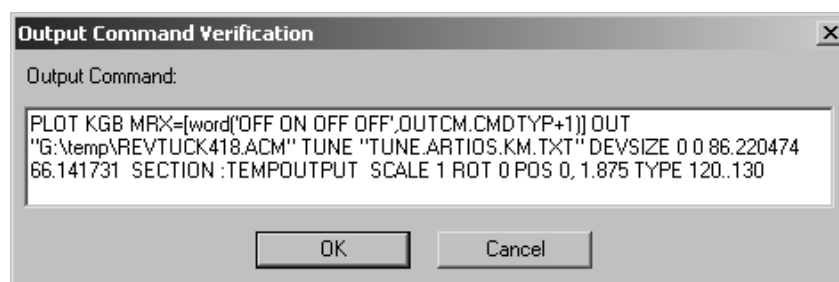 Output Command Verification
Output Command:
PLOT KGB MRX=[word('OFF ON OFF OFF',OUTCM.CMDTYP+1)] OUT
"G:\temp\REVTUCK418.ACM" TUNE "TUNE.ARTIOS.KM.TXT" DEVSIZE 0 0 86.220474
66.141731  SECTION :TEMPOUTPUT  SCALE 1 ROT 0 POS 0, 1.875 TYPE 120..130
OK
Cancel